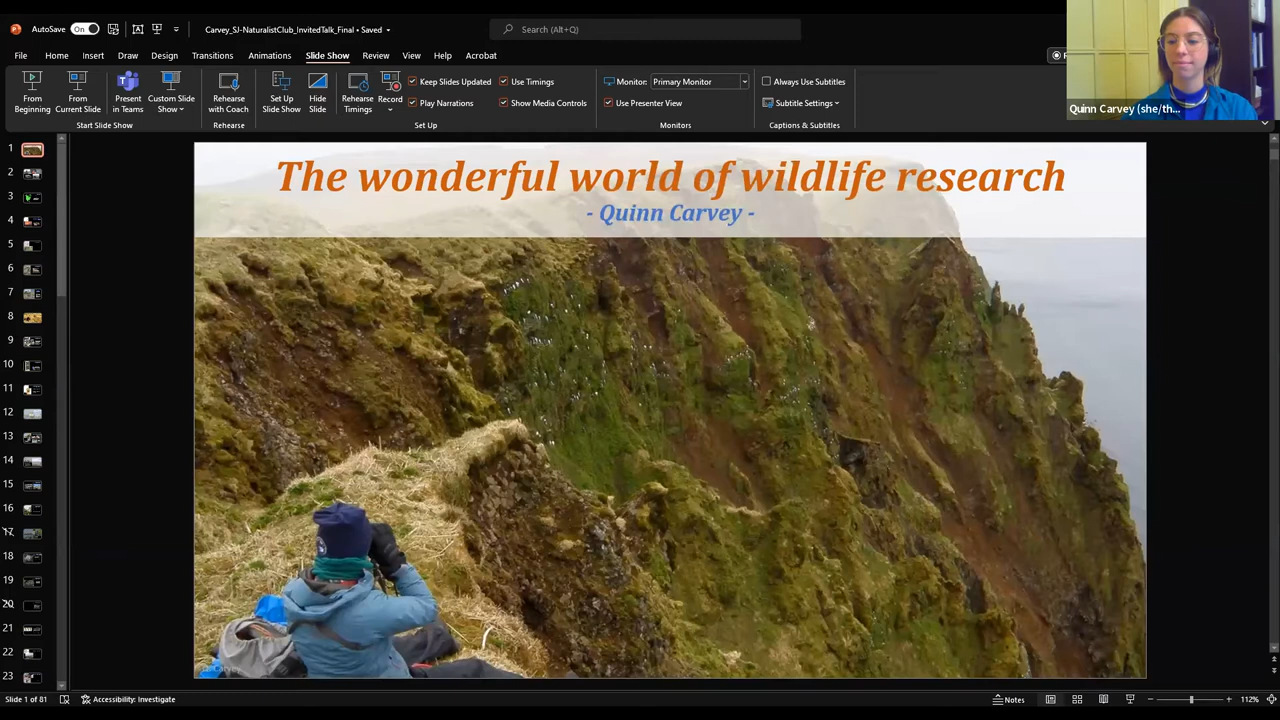 AutoSave On
Carvey_SJ-NaturalistClub_InvitedTalk_Final • Saved
Search (Alt+Q)
File Home Insert Draw Design Transitions Animations Slide Show Review View Help Acrobat
From Beginning
From Current Slide
Present in Teams
Custom Slide Show
Rehearse with Coach
Set Up Slide Show
Hide Slide
Rehearse Timings
Record
Keep Slides Updated
Play Narrations
Use Timings
Show Media Controls
Monitor: Primary Monitor
Use Presenter View
Always Use Subtitles
Subtitle Settings
Start Slide Show
Rehearse
Set Up
Monitors
Captions & Subtitles
Quinn Carvey (she/th...
1
2
3
4
5
6
7
8
9
10
11
12
13
14
15
16
17
18
19
20
21
22
23
The wonderful world of wildlife research
- Quinn Carvey -
Q. Carvey
Slide 1 of 81
Accessibility: Investigate
Notes
112%